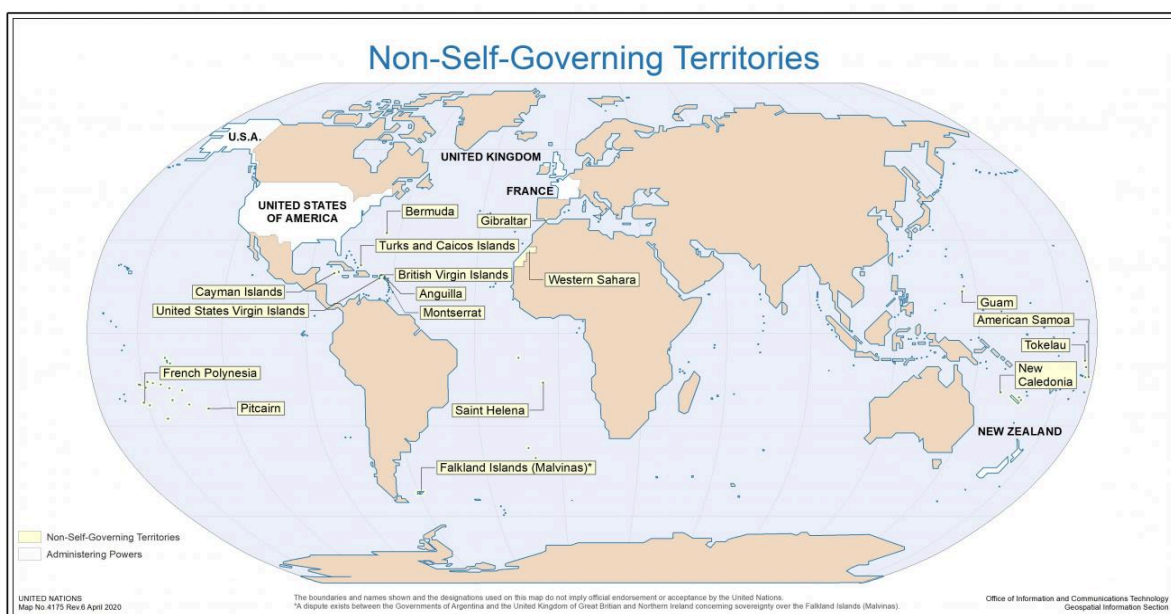 Non-Self-Governing Territories
U.S.A.
UNITED KINGDOM
FRANCE
UNITED STATES
OF AMERICA
Bermuda
Gibraltar
Turks and Caicos Islands
British Virgin Islands
Western Sahara
Cayman Islands
Anguilla
United States Virgin Islands
Montserrat
Guam
American Samoa
Tokelau
New
Caledonia
French Polynesia
Pitcairn
Saint Helena
NEW ZEALAND
Falkland Islands (Malvinas)*
Non-Self-Governing Territories
Administering Powers
UNITED NATIONS
Map No.4175 Rev.6 April 2020
The boundaries and names shown and the designations used on this map do not imply official endorsement or acceptance by the United Nations.
*A dispute exists between the Governments of Argentina and the United Kingdom of Great Britian and Northern Ireland concerning sovereignty over the Falkland Islands (Malvinas).
Office of Information and Communications Technology
Geospatial Information Section